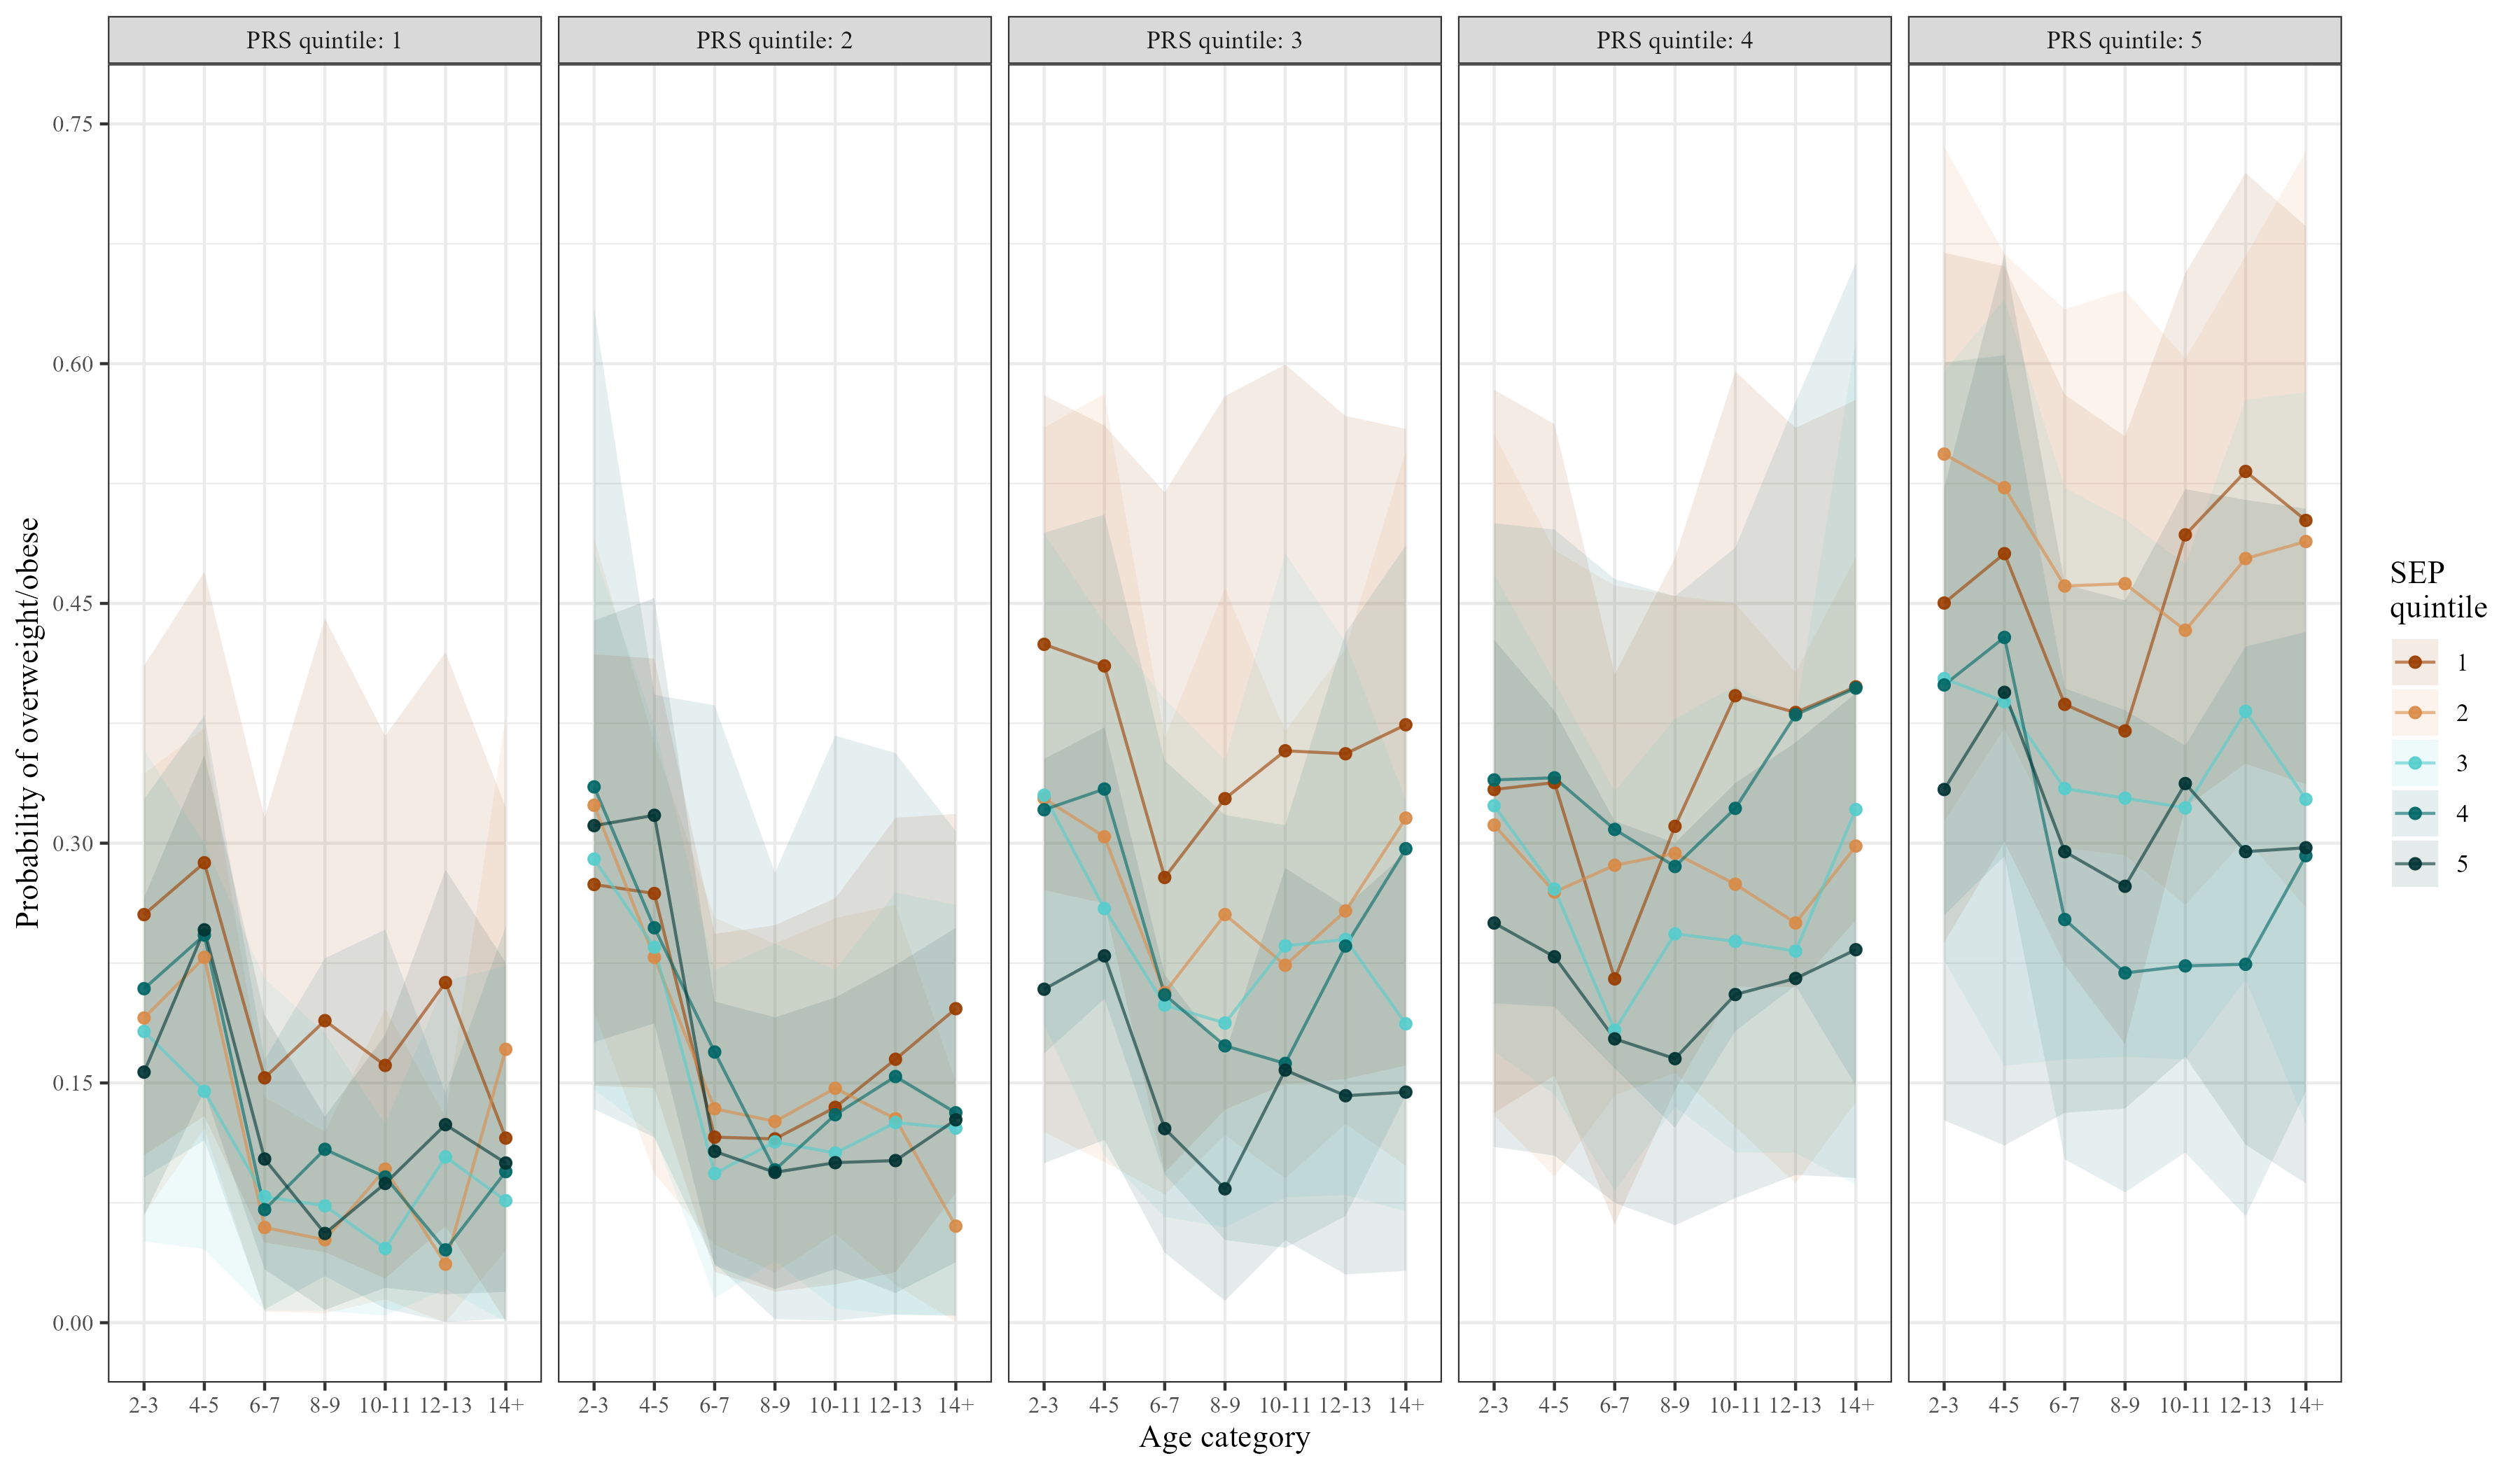 PRS quintile: 1
PRS quintile: 2
PRS quintile: 3
PRS quintile: 4
PRS quintile: 5
Probability of overweight/obese
0.75
0.60
0.45
0.30
0.15
0.00
2-3 4-5 6-7 8-9 10-11 12-13 14+
2-3 4-5 6-7 8-9 10-11 12-13 14+
2-3 4-5 6-7 8-9 10-11 12-13 14+
2-3 4-5 6-7 8-9 10-11 12-13 14+
2-3 4-5 6-7 8-9 10-11 12-13 14+
Age category
SEP
quintile
1
2
3
4
5